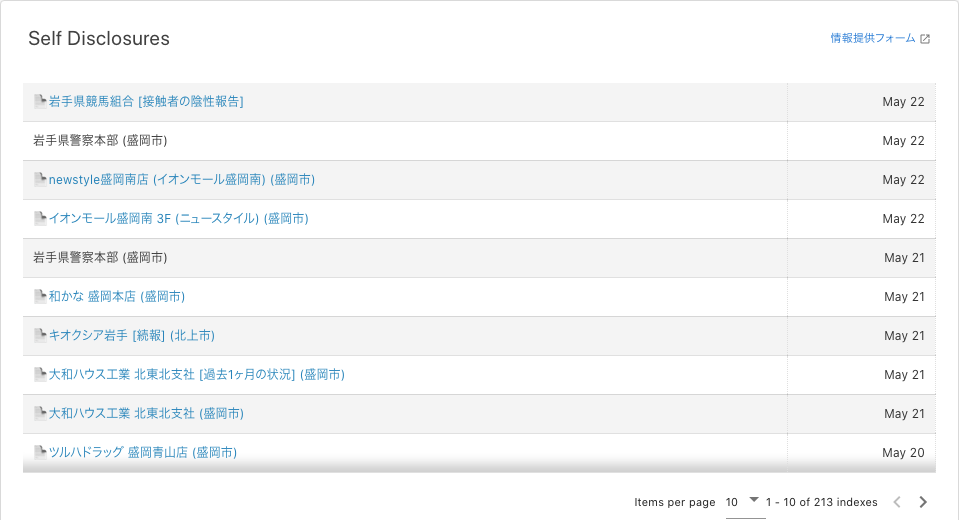 Self Disclosures
情報提供フォーム
岩手県競馬組合 [接触者の陰性報告] May 22
岩手県警察本部 (盛岡市) May 22
newstyle盛岡南店 (イオンモール盛岡南) (盛岡市) May 22
イオンモール盛岡南 3F (ニュースタイル) (盛岡市) May 22
岩手県警察本部 (盛岡市) May 21
和かな 盛岡本店 (盛岡市) May 21
キオクシア岩手 [続報] (北上市) May 21
大和ハウス工業 北東北支社 [過去1ヶ月の状況] (盛岡市) May 21
大和ハウス工業 北東北支社 (盛岡市) May 21
ツルハドラッグ 盛岡青山店 (盛岡市) May 20
Items per page 10 1 - 10 of 213 indexes